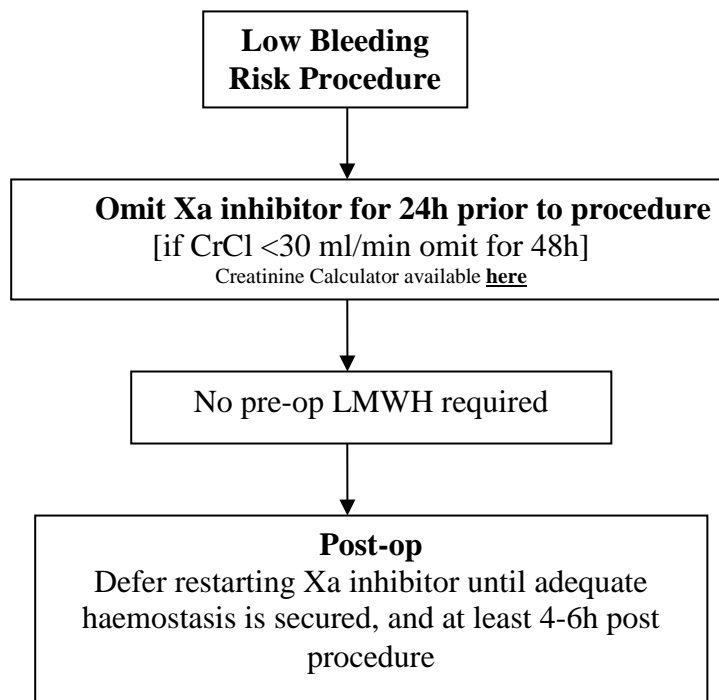 Low Bleeding
Risk Procedure
Omit Xa inhibitor for 24h prior to procedure
[if CrCl <30 ml/min omit for 48h]
Creatinine Calculator available here
No pre-op LMWH required
Post-op
Defer restarting Xa inhibitor until adequate
haemostasis is secured, and at least 4-6h post
procedure